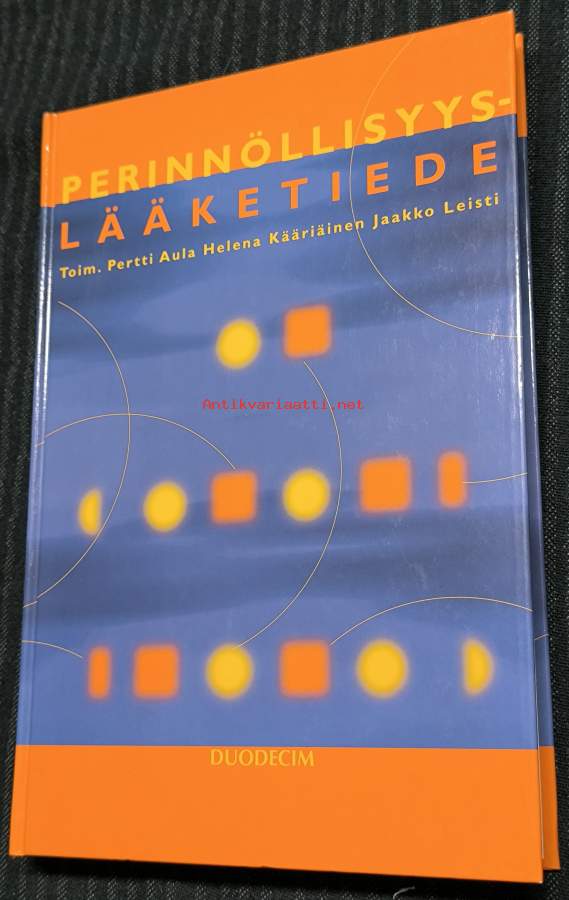 PERINNÖLLISYYS-
LÄÄKETIEDE
Toim. Pertti Aula Helena Kääriäinen Jaakko Leisti
Antikvariaatti.net
DUODECIM